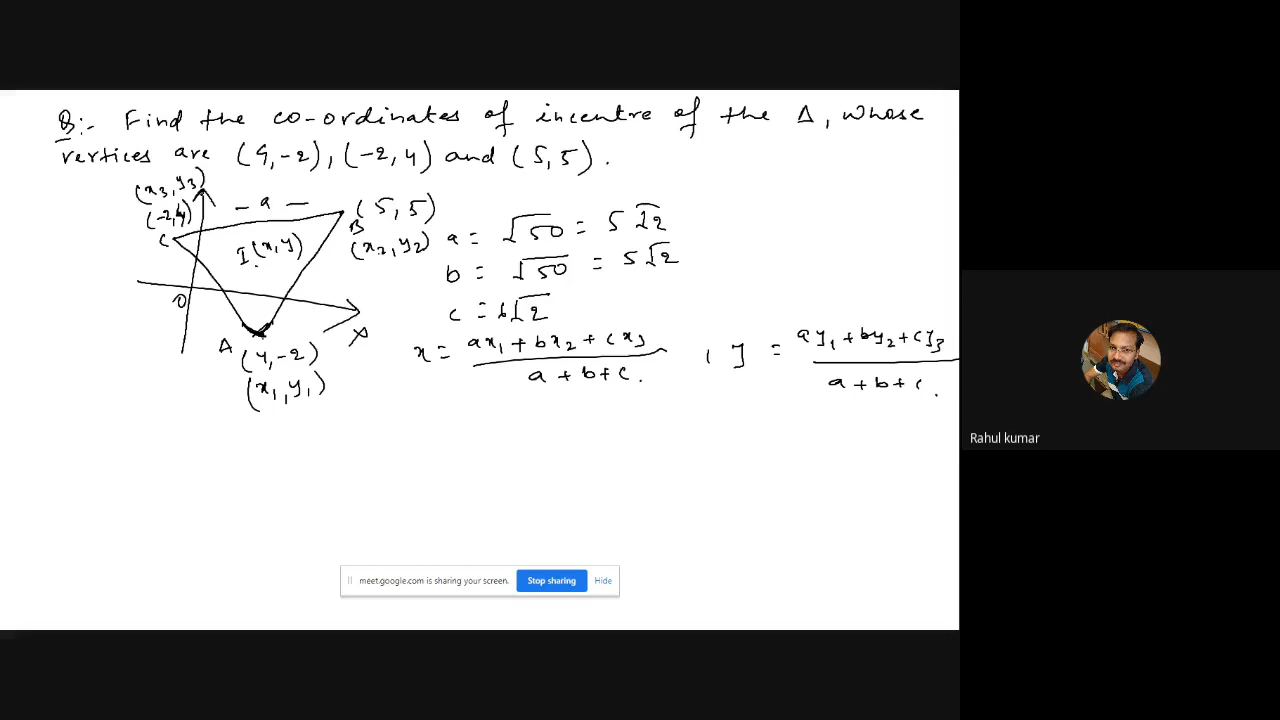 Q:- Find the co-ordinates of incentre of the Δ, whose
vertices are (4,-2), (-2,4) and (5,5).
(x₃, y₃)
(-2,4)
C
- a -
(5,5)
B
(x₂, y₂)
I(x,y)
O
X
A
(4,-2)
(x₁, y₁)
a = √50 = 5√2
b = √50 = 5√2
c = 6√2
x = (ax₁ + bx₂ + cx₃) / (a + b + c) , y = (ay₁ + by₂ + cy₃) / (a + b + c)
meet.google.com is sharing your screen. Stop sharing Hide
Rahul kumar